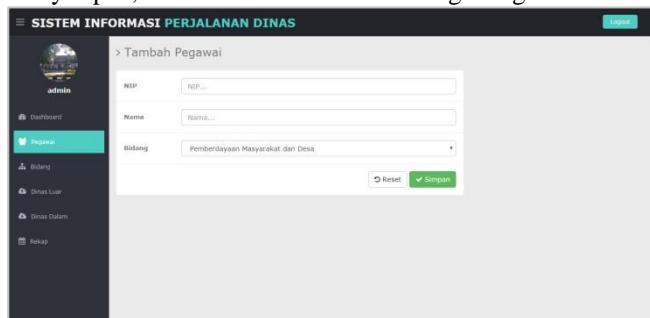 SISTEM INFORMASI PERJALANAN DINAS
Logout
admin
> Tambah Pegawai
NIP
NIP...
Nama
Nama...
Bidang
Pemberdayaan Masyarakat dan Desa
Reset
Simpan
Dashboard
Pegawai
Bidang
Dinas Luar
Dinas Dalam
Rekap